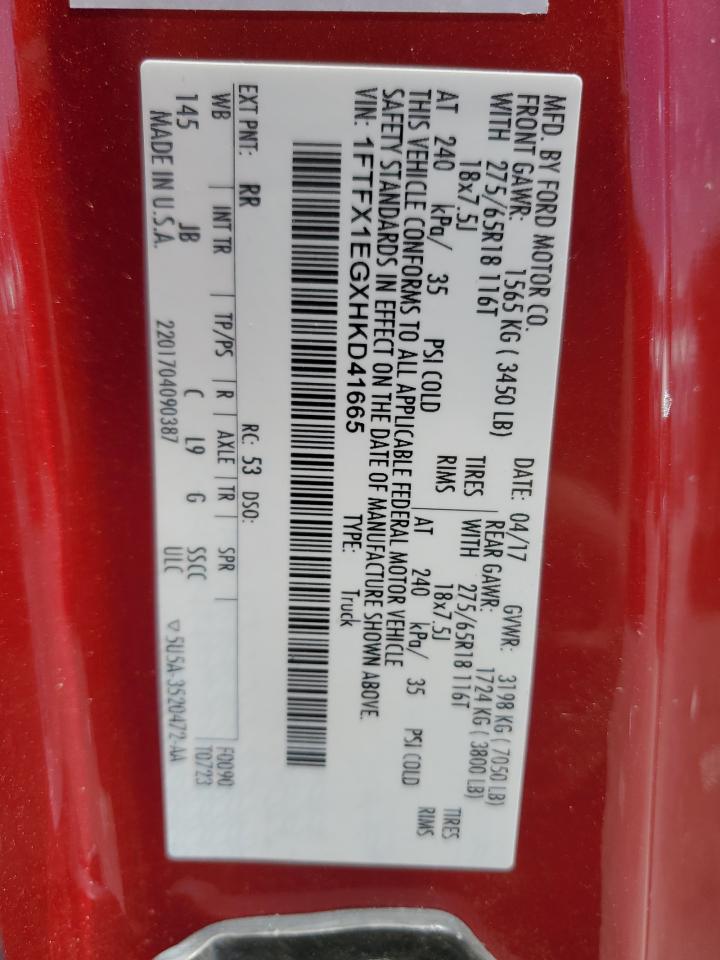 MFD. BY FORD MOTOR CO.
DATE: 04/17 GVWR: 3198 KG ( 7050 LB)
FRONT GAWR: 1565 KG ( 3450 LB) REAR GAWR: 1724 KG ( 3800 LB)
WITH 275/65R18 116T TIRES WITH 275/65R18 116T TIRES
18x7.5J RIMS 18x7.5J RIMS
AT 240 kPa/ 35 PSI COLD AT 240 kPa/ 35 PSI COLD
THIS VEHICLE CONFORMS TO ALL APPLICABLE FEDERAL MOTOR VEHICLE
SAFETY STANDARDS IN EFFECT ON THE DATE OF MANUFACTURE SHOWN ABOVE.
VIN: 1FTFX1EGXHKD41665 TYPE: Truck
EXT PNT: RR RC: 53 DSO: F0090
WB INT TR TP/PS R AXLE TR SPR T0723
145 JB C L9 G SSCC
MADE IN U.S.A. 2201704090387 ULC ▽ 5U5A-3520472-AA